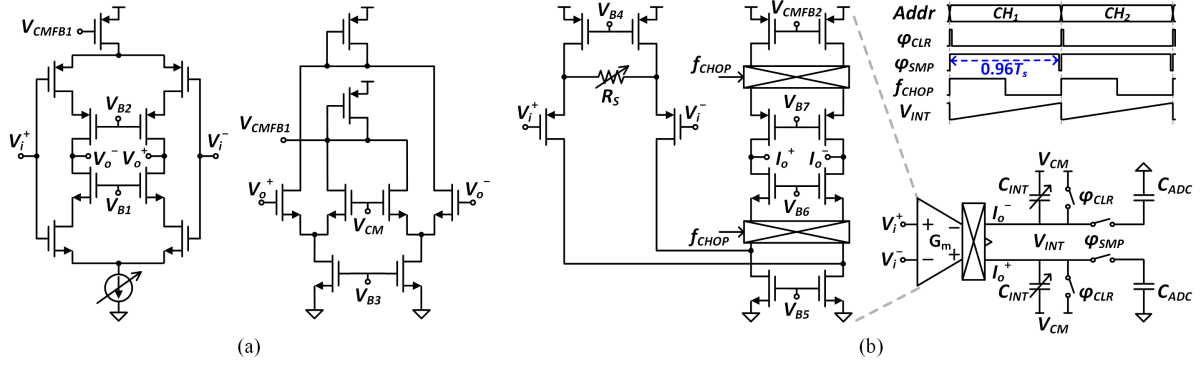 V_CMFB1
V_B2
V_i^+
V_o^-
V_o^+
V_i^-
V_B1
V_CMFB1
V_o^+
V_CM
V_o^-
V_B3
(a)
V_B4
V_CMFB2
R_S
f_CHOP
V_i^+
V_i^-
V_B7
I_o^+
I_o^-
V_B6
f_CHOP
V_B5
Addr
CH_1
CH_2
φ_CLR
φ_SMP
0.96T_s
f_CHOP
V_INT
V_CM
C_INT
φ_CLR
C_ADC
I_o^-
V_i^+
+
−
G_m
V_INT
φ_SMP
V_i^-
−
+
I_o^+
C_INT
φ_CLR
C_ADC
V_CM
(b)